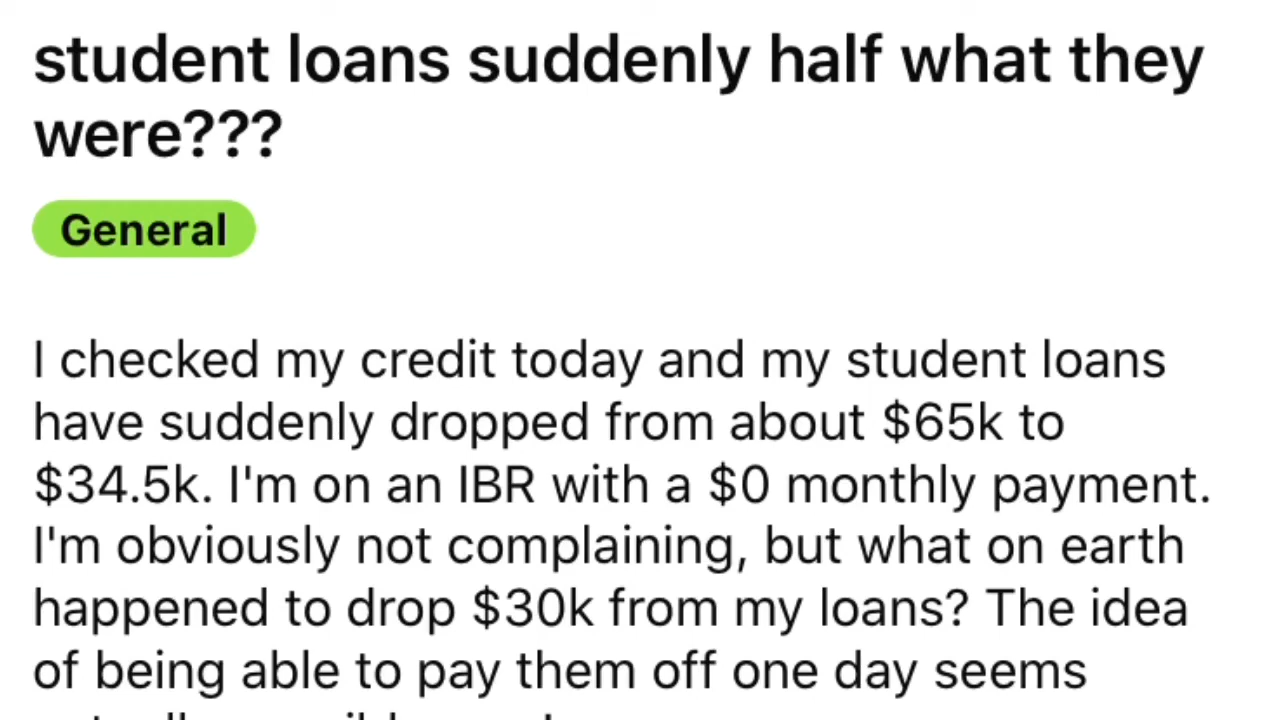 student loans suddenly half what they
were???
General
I checked my credit today and my student loans
have suddenly dropped from about $65k to
$34.5k. I'm on an IBR with a $0 monthly payment.
I'm obviously not complaining, but what on earth
happened to drop $30k from my loans? The idea
of being able to pay them off one day seems